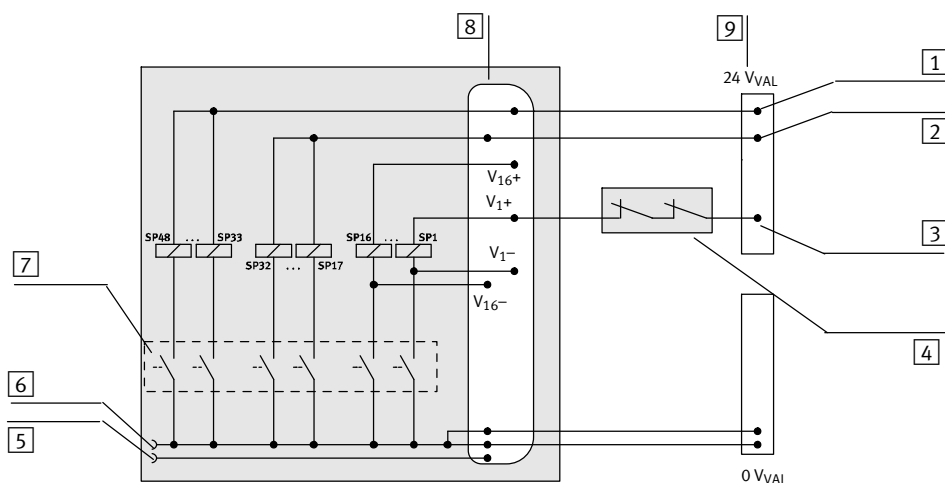 8
9
1
24 VVAL
2
V16+
V1+
SP48 ... SP33
SP16 ... SP1
3
7
SP32 ... SP17
V1–
V16–
4
6
5
0 VVAL